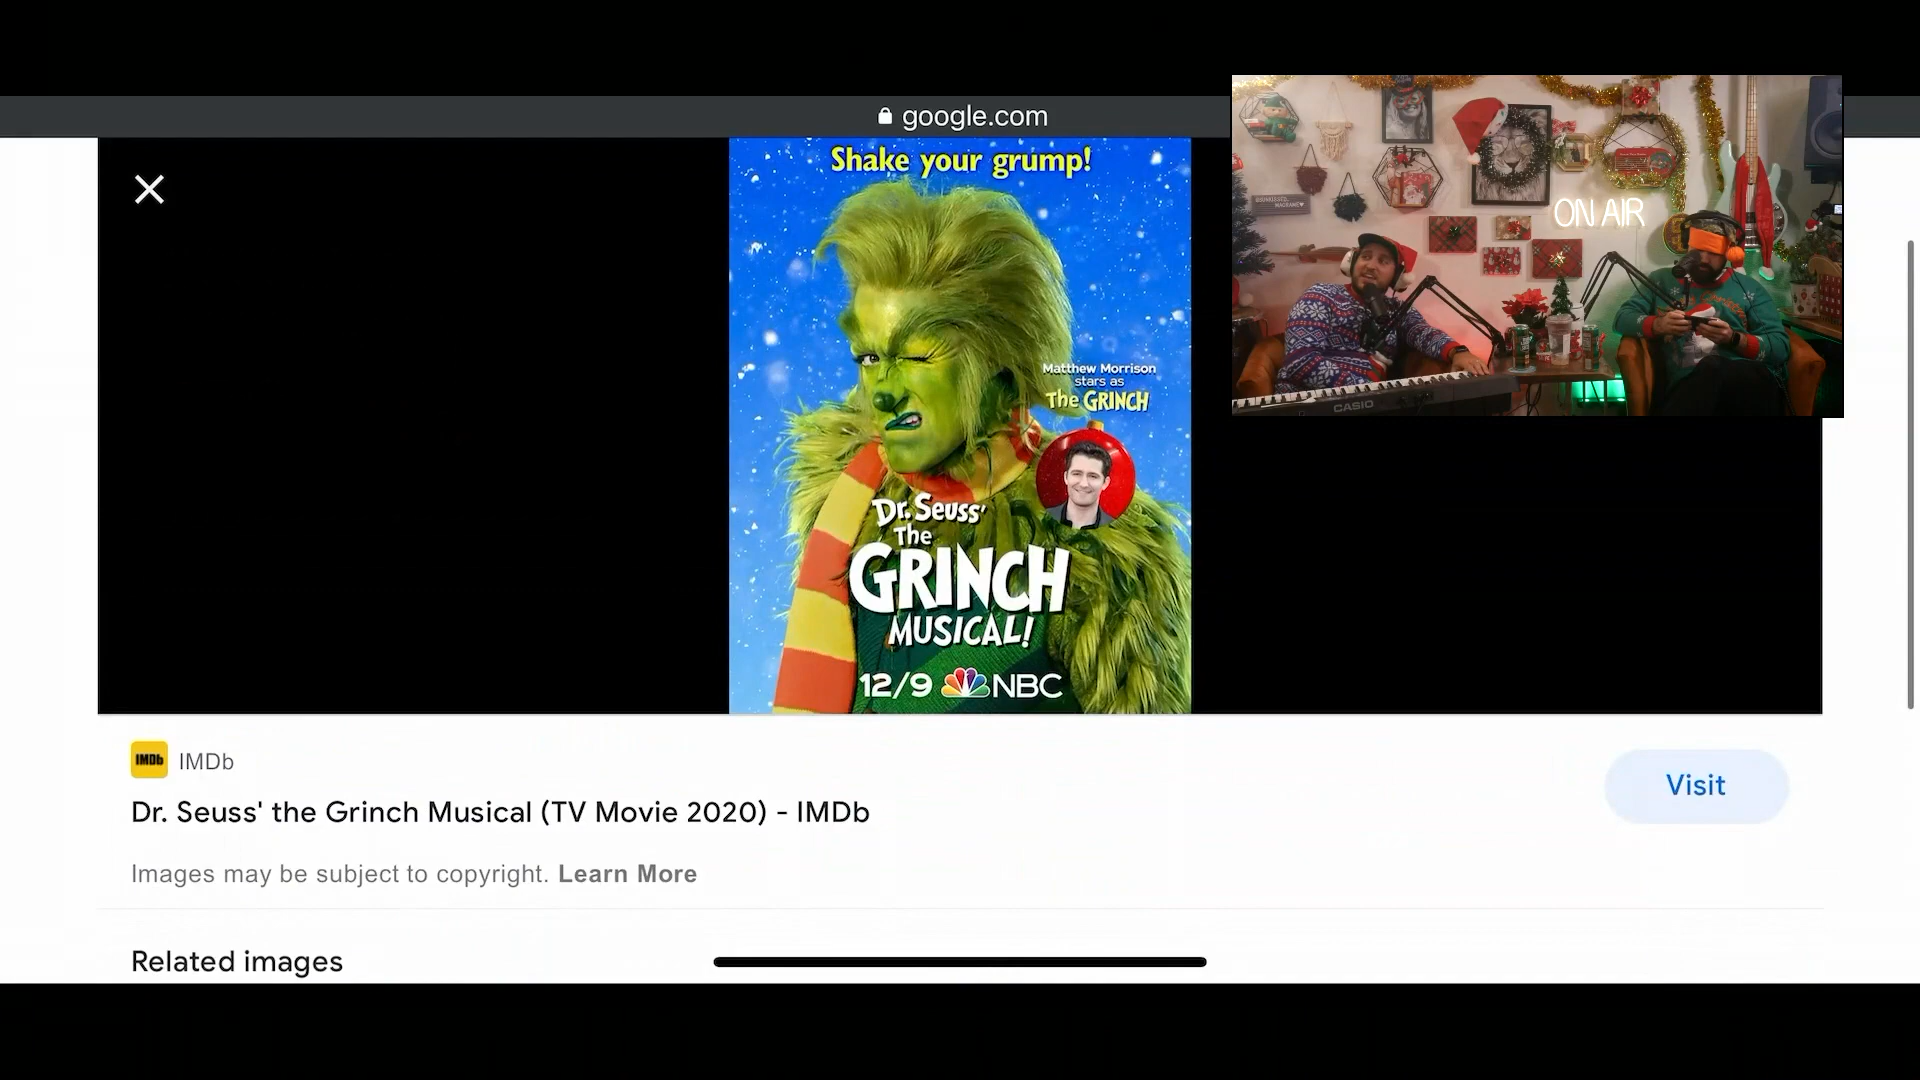 google.com
Shake your grump!
Matthew Morrison
stars as
The GRINCH
Dr. Seuss'
The
GRINCH
MUSICAL!
12/9 NBC
ON AIR
CASIO
IMDb IMDb
Dr. Seuss' the Grinch Musical (TV Movie 2020) - IMDb
Visit
Images may be subject to copyright. Learn More
Related images